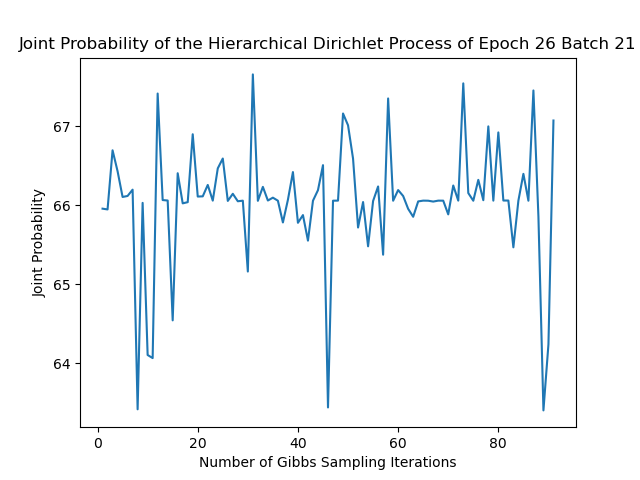 Joint Probability of the Hierarchical Dirichlet Process of Epoch 26 Batch 21
67
66
65
64
Joint Probability
0 20 40 60 80
Number of Gibbs Sampling Iterations